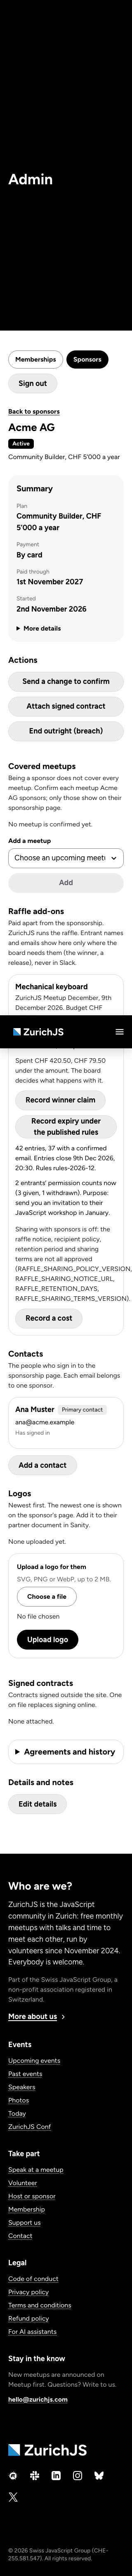 Admin
Memberships
Sponsors
Sign out
Back to sponsors
Acme AG
Active
Community Builder, CHF 5'000 a year
Summary
Plan
Community Builder, CHF
5'000 a year
Payment
By card
Paid through
1st November 2027
Started
2nd November 2026
More details
Actions
Send a change to confirm
Attach signed contract
End outright (breach)
Covered meetups
Being a sponsor does not cover every
meetup. Confirm each meetup Acme
AG sponsors; only those show on their
sponsorship page.
No meetup is confirmed yet.
Add a meetup
Choose an upcoming meetu
Add
Raffle add-ons
Paid apart from the sponsorship.
ZurichJS runs the raffle. Entrant names
and emails show here only where the
board needs them (the winner, a
release), never in Slack.
Mechanical keyboard
ZurichJS Meetup December, 9th
December 2026. Budget CHF
ZurichJS
Spent CHF 420.50, CHF 79.50
under the amount. The board
decides what happens with it.
Record winner claim
Record expiry under
the published rules
42 entries, 37 with a confirmed
email. Entries close 9th Dec 2026,
20:30. Rules rules-2026-12.
2 entrants' permission counts now
(3 given, 1 withdrawn). Purpose:
send you an invitation to their
JavaScript workshop in January.
Sharing with sponsors is off: the
raffle notice, recipient policy,
retention period and sharing
terms are not all approved
(RAFFLE_SHARING_POLICY_VERSION,
RAFFLE_SHARING_NOTICE_URL,
RAFFLE_RETENTION_DAYS,
RAFFLE_SHARING_TERMS_VERSION).
Record a cost
Contacts
The people who sign in to the
sponsorship page. Each email belongs
to one sponsor.
Ana Muster
Primary contact
ana@acme.example
Has signed in
Add a contact
Logos
Newest first. The newest one is shown
on the sponsor's page. Add it to their
partner document in Sanity.
None uploaded yet.
Upload a logo for them
SVG, PNG or WebP, up to 2 MB.
Choose a file
No file chosen
Upload logo
Signed contracts
Contracts signed outside the site. One
on file replaces signing online.
None attached.
Agreements and history
Details and notes
Edit details
Who are we?
ZurichJS is the JavaScript
community in Zurich: free monthly
meetups with talks and time to
meet each other, run by
volunteers since November 2024.
Everybody is welcome.
Part of the Swiss JavaScript Group, a
non-profit association registered in
Switzerland.
More about us
Events
Upcoming events
Past events
Speakers
Photos
Today
ZurichJS Conf
Take part
Speak at a meetup
Volunteer
Host or sponsor
Membership
Support us
Contact
Legal
Code of conduct
Privacy policy
Terms and conditions
Refund policy
For AI assistants
Stay in the know
New meetups are announced on
Meetup first. Questions? Write to us.
hello@zurichjs.com
ZurichJS
© 2026 Swiss JavaScript Group (CHE-
255.581.547). All rights reserved.